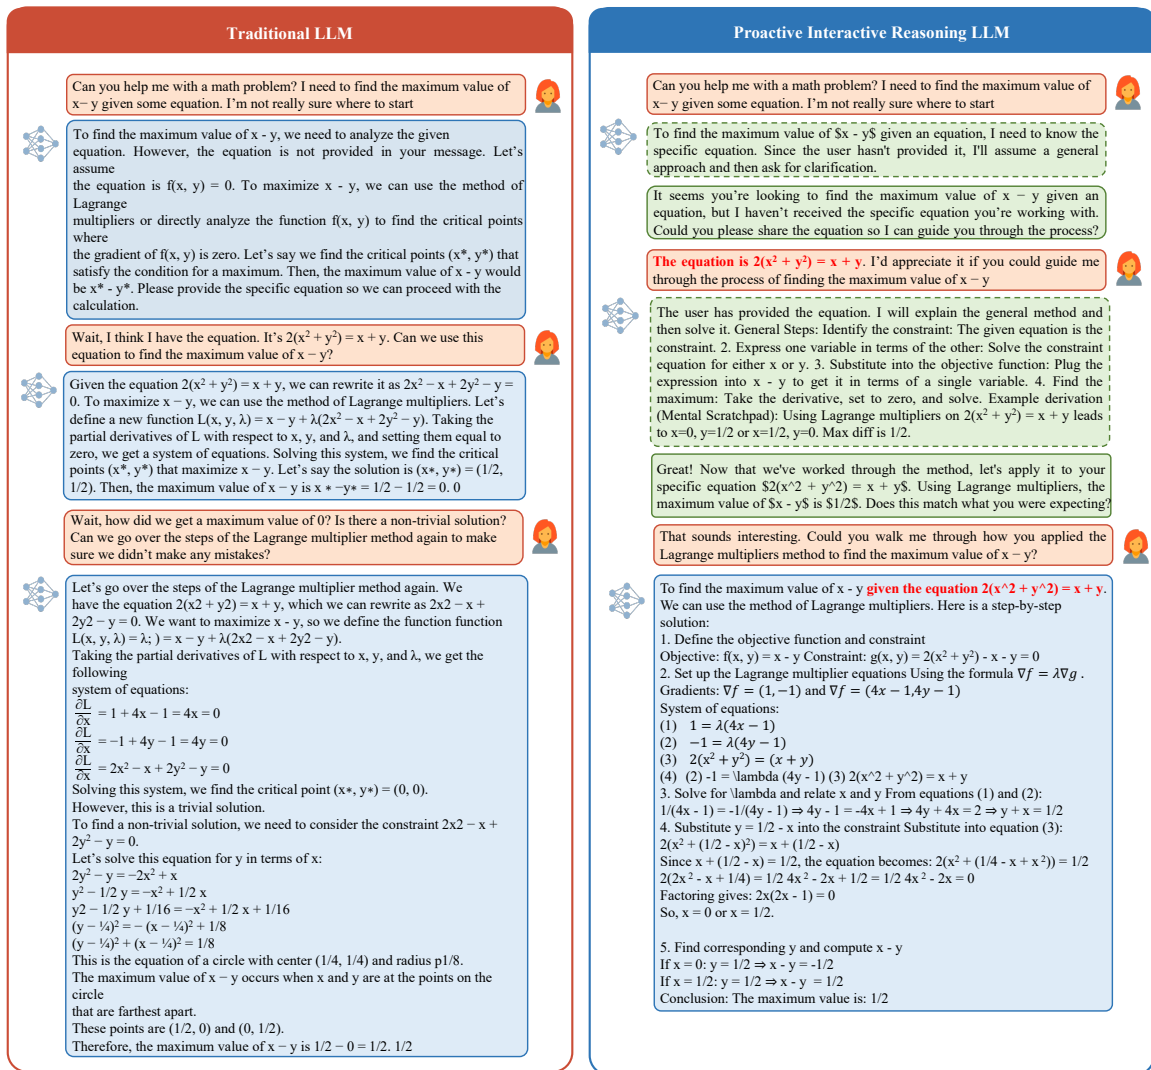 Traditional LLM
Can you help me with a math problem? I need to find the maximum value of
x− y given some equation. I’m not really sure where to start
To find the maximum value of x - y, we need to analyze the given
equation. However, the equation is not provided in your message. Let’s
assume
the equation is f(x, y) = 0. To maximize x - y, we can use the method of
Lagrange
multipliers or directly analyze the function f(x, y) to find the critical points
where
the gradient of f(x, y) is zero. Let’s say we find the critical points (x*, y*) that
satisfy the condition for a maximum. Then, the maximum value of x - y would
be x* - y*. Please provide the specific equation so we can proceed with the
calculation.
Wait, I think I have the equation. It’s 2(x² + y²) = x + y. Can we use this
equation to find the maximum value of x − y?
Given the equation 2(x² + y²) = x + y, we can rewrite it as 2x² − x + 2y² − y =
0. To maximize x − y, we can use the method of Lagrange multipliers. Let’s
define a new function L(x, y, λ) = x − y + λ(2x² − x + 2y² − y). Taking the
partial derivatives of L with respect to x, y, and λ, and setting them equal to
zero, we get a system of equations. Solving this system, we find the critical
points (x*, y*) that maximize x − y. Let’s say the solution is (x∗, y∗) = (1/2,
1/2). Then, the maximum value of x − y is x ∗ −y∗ = 1/2 − 1/2 = 0. 0
Wait, how did we get a maximum value of 0? Is there a non-trivial solution?
Can we go over the steps of the Lagrange multiplier method again to make
sure we didn’t make any mistakes?
Let’s go over the steps of the Lagrange multiplier method again. We
have the equation 2(x2 + y2) = x + y, which we can rewrite as 2x2 − x +
2y2 − y = 0. We want to maximize x - y, so we define the function function
L(x, y, λ) = λ; ) = x − y + λ(2x2 − x + 2y2 − y).
Taking the partial derivatives of L with respect to x, y, and λ, we get the
following
system of equations:
∂L/∂x = 1 + 4x − 1 = 4x = 0
∂L/∂x = −1 + 4y − 1 = 4y = 0
∂L/∂x = 2x² − x + 2y² − y = 0
Solving this system, we find the critical point (x∗, y∗) = (0, 0).
However, this is a trivial solution.
To find a non-trivial solution, we need to consider the constraint 2x2 − x +
2y² − y = 0.
Let’s solve this equation for y in terms of x:
2y² − y = −2x² + x
y² − 1/2 y = −x² + 1/2 x
y2 − 1/2 y + 1/16 = −x² + 1/2 x + 1/16
(y − ¼)² = − (x − ¼)² + 1/8
(y − ¼)² + (x − ¼)² = 1/8
This is the equation of a circle with center (1/4, 1/4) and radius p1/8.
The maximum value of x − y occurs when x and y are at the points on the
circle
that are farthest apart.
These points are (1/2, 0) and (0, 1/2).
Therefore, the maximum value of x − y is 1/2 − 0 = 1/2. 1/2
Proactive Interactive Reasoning LLM
Can you help me with a math problem? I need to find the maximum value of
x− y given some equation. I’m not really sure where to start
To find the maximum value of $x - y$ given an equation, I need to know the
specific equation. Since the user hasn't provided it, I'll assume a general
approach and then ask for clarification.
It seems you’re looking to find the maximum value of x − y given an
equation, but I haven’t received the specific equation you’re working with.
Could you please share the equation so I can guide you through the process?
The equation is 2(x² + y²) = x + y. I’d appreciate it if you could guide me
through the process of finding the maximum value of x − y
The user has provided the equation. I will explain the general method and
then solve it. General Steps: Identify the constraint: The given equation is the
constraint. 2. Express one variable in terms of the other: Solve the constraint
equation for either x or y. 3. Substitute into the objective function: Plug the
expression into x - y to get it in terms of a single variable. 4. Find the
maximum: Take the derivative, set to zero, and solve. Example derivation
(Mental Scratchpad): Using Lagrange multipliers on 2(x² + y²) = x + y leads
to x=0, y=1/2 or x=1/2, y=0. Max diff is 1/2.
Great! Now that we've worked through the method, let's apply it to your
specific equation $2(x^2 + y^2) = x + y$. Using Lagrange multipliers, the
maximum value of $x - y$ is $1/2$. Does this match what you were expecting?
That sounds interesting. Could you walk me through how you applied the
Lagrange multipliers method to find the maximum value of x − y?
To find the maximum value of x - y given the equation 2(x^2 + y^2) = x + y.
We can use the method of Lagrange multipliers. Here is a step-by-step
solution:
1. Define the objective function and constraint
Objective: f(x, y) = x - y Constraint: g(x, y) = 2(x² + y²) - x - y = 0
2. Set up the Lagrange multiplier equations Using the formula ∇f = λ∇g .
Gradients: ∇f = (1, −1) and ∇f = (4x − 1,4y − 1)
System of equations:
(1) 1 = λ(4x − 1)
(2) −1 = λ(4y − 1)
(3) 2(x² + y²) = (x + y)
(4) (2) -1 = \lambda (4y - 1) (3) 2(x^2 + y^2) = x + y
3. Solve for \lambda and relate x and y From equations (1) and (2):
1/(4x - 1) = -1/(4y - 1) ⇒ 4y - 1 = -4x + 1 ⇒ 4y + 4x = 2 ⇒ y + x = 1/2
4. Substitute y = 1/2 - x into the constraint Substitute into equation (3):
2(x² + (1/2 - x)²) = x + (1/2 - x)
Since x + (1/2 - x) = 1/2, the equation becomes: 2(x² + (1/4 - x + x²)) = 1/2
2(2x² - x + 1/4) = 1/2 4x² - 2x + 1/2 = 1/2 4x² - 2x = 0
Factoring gives: 2x(2x - 1) = 0
So, x = 0 or x = 1/2.
5. Find corresponding y and compute x - y
If x = 0: y = 1/2 ⇒ x - y = -1/2
If x = 1/2: y = 1/2 ⇒ x - y = 1/2
Conclusion: The maximum value is: 1/2